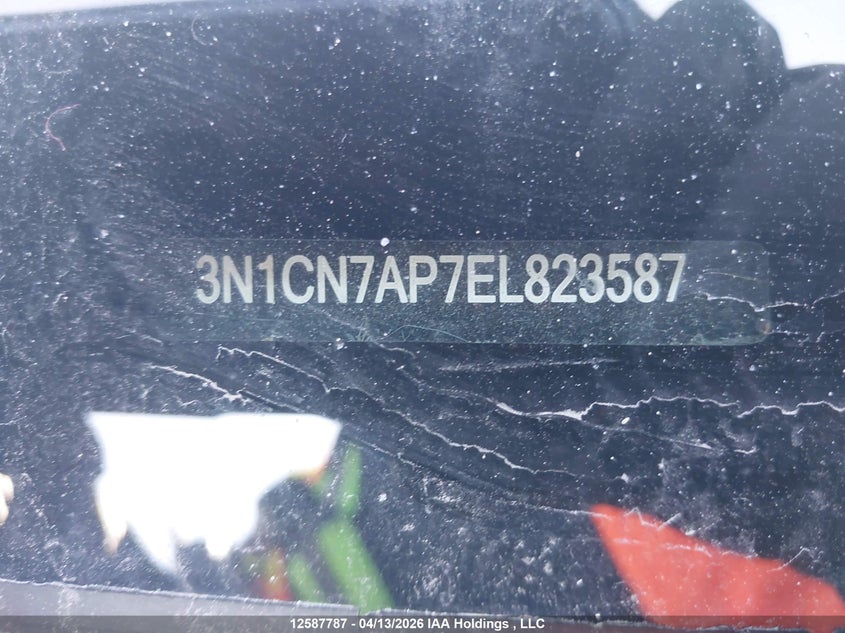 3N1CN7AP7EL823587
12587787 - 04/13/2026 IAA Holdings , LLC